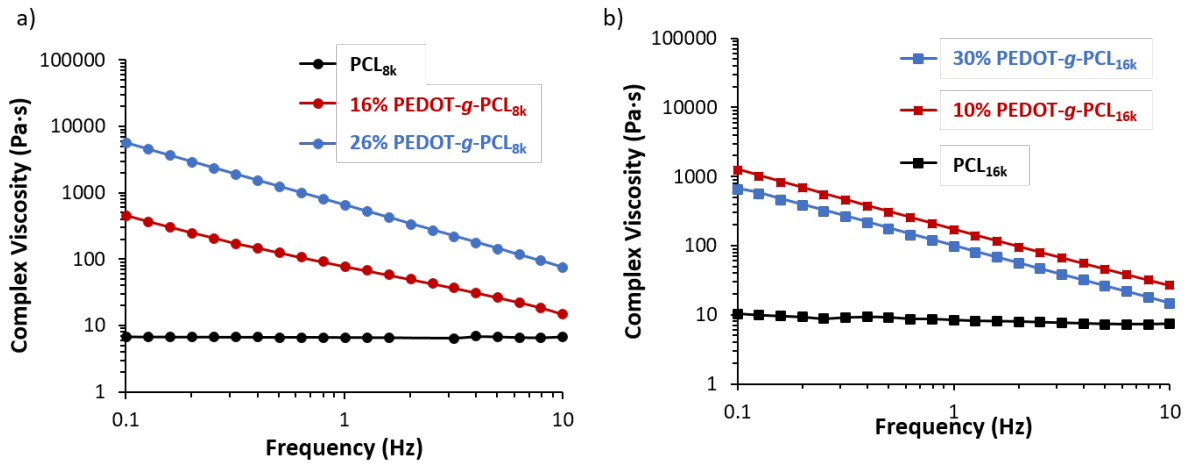 a)
100000
10000
1000
100
10
1
0.1
1
10
Complex Viscosity (Pa·s)
Frequency (Hz)
PCL8k
16% PEDOT-g-PCL8k
26% PEDOT-g-PCL8k
b)
100000
10000
1000
100
10
1
0.1
1
10
Complex Viscosity (Pa·s)
Frequency (Hz)
30% PEDOT-g-PCL16k
10% PEDOT-g-PCL16k
PCL16k